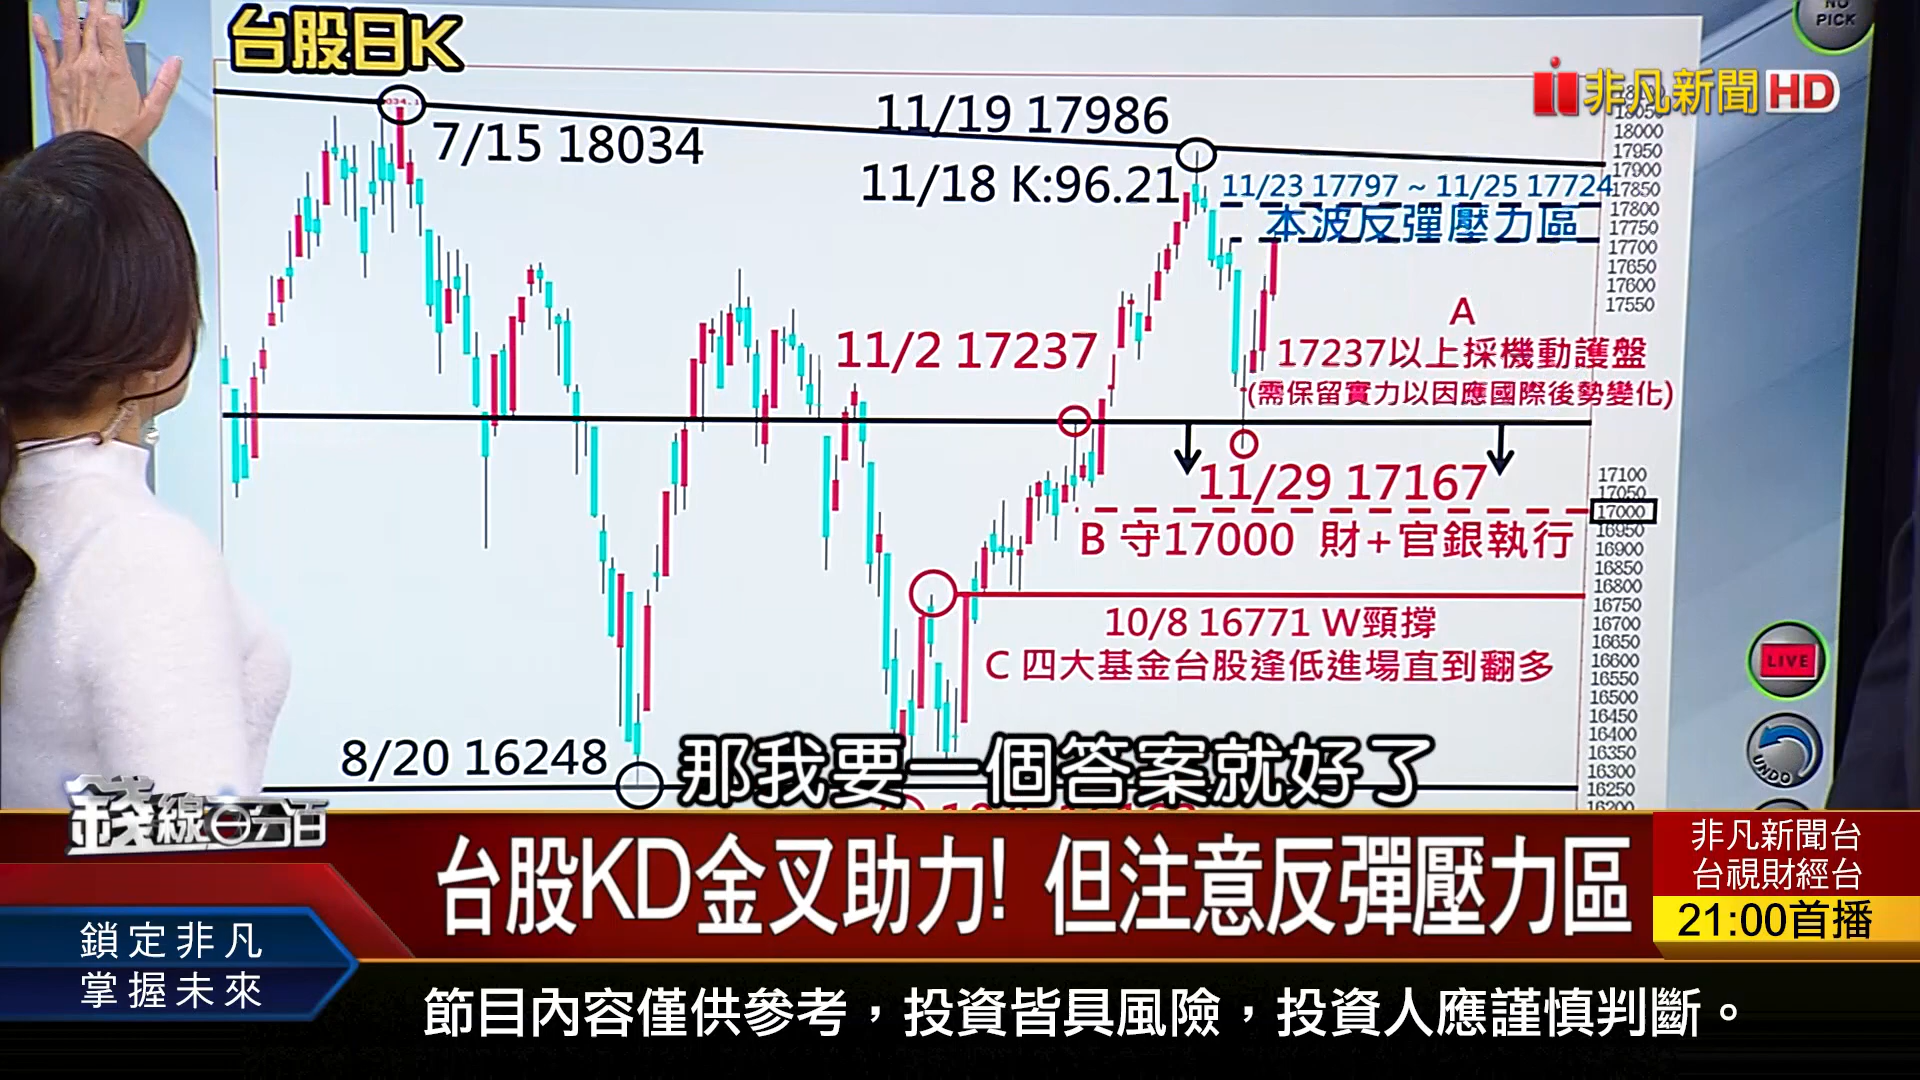 台股日K
NO
PICK
非凡新聞HD
7/15 18034
11/19 17986
11/18 K:96.21
11/23 17797 ~ 11/25 17724
本波反彈壓力區
18050
18000
17950
17900
17850
17800
17750
17700
17650
17600
17550
A
11/2 17237
17237以上採機動護盤
(需保留實力以因應國際後勢變化)
11/29 17167
17100
17050
17000
16950
16900
16850
16800
16750
16700
16650
16600
16550
16500
16450
16400
16350
16300
16250
16200
B 守17000 財+官銀執行
10/8 16771 W頸撐
C 四大基金台股逢低進場直到翻多
LIVE
UNDO
8/20 16248
那我要一個答案就好了
錢線百分百
台股KD金叉助力! 但注意反彈壓力區
非凡新聞台
台視財經台
21:00首播
鎖定非凡
掌握未來
節目內容僅供參考，投資皆具風險，投資人應謹慎判斷。